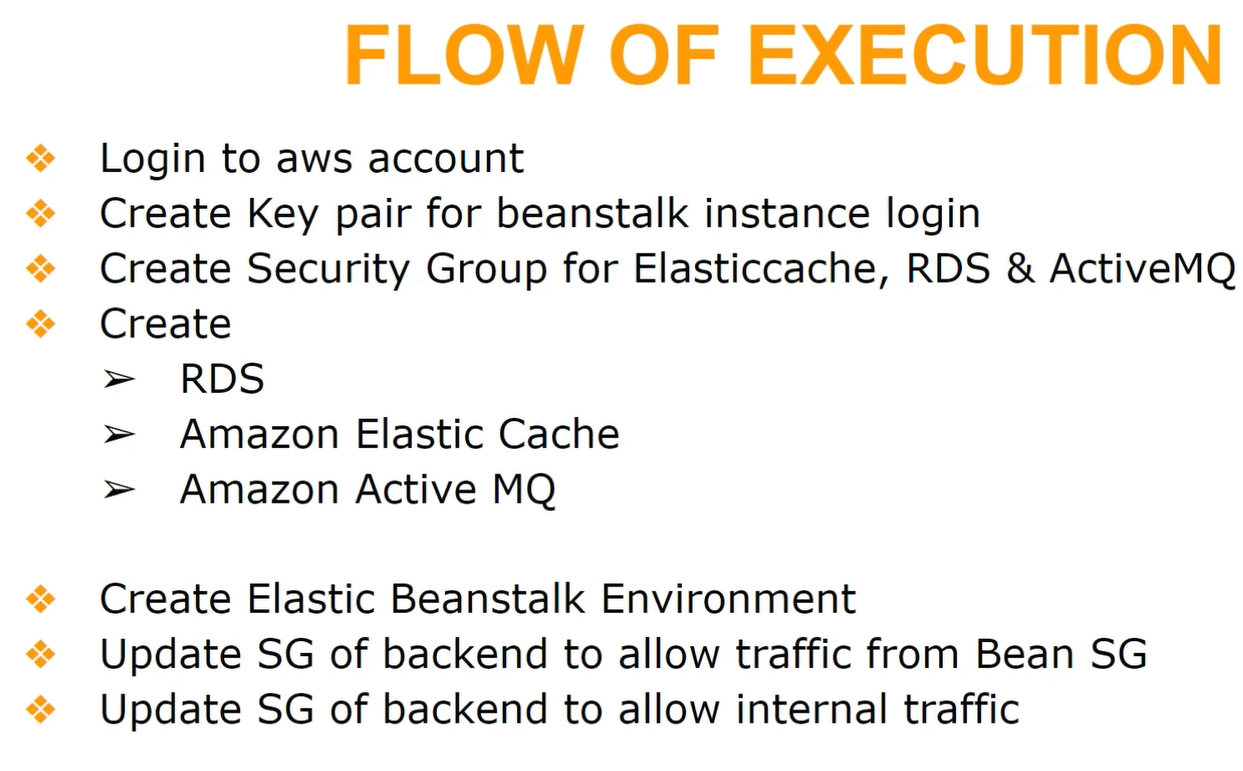 FLOW OF EXECUTION
❖ Login to aws account
❖ Create Key pair for beanstalk instance login
❖ Create Security Group for Elasticcache, RDS & ActiveMQ
❖ Create
➢ RDS
➢ Amazon Elastic Cache
➢ Amazon Active MQ
❖ Create Elastic Beanstalk Environment
❖ Update SG of backend to allow traffic from Bean SG
❖ Update SG of backend to allow internal traffic